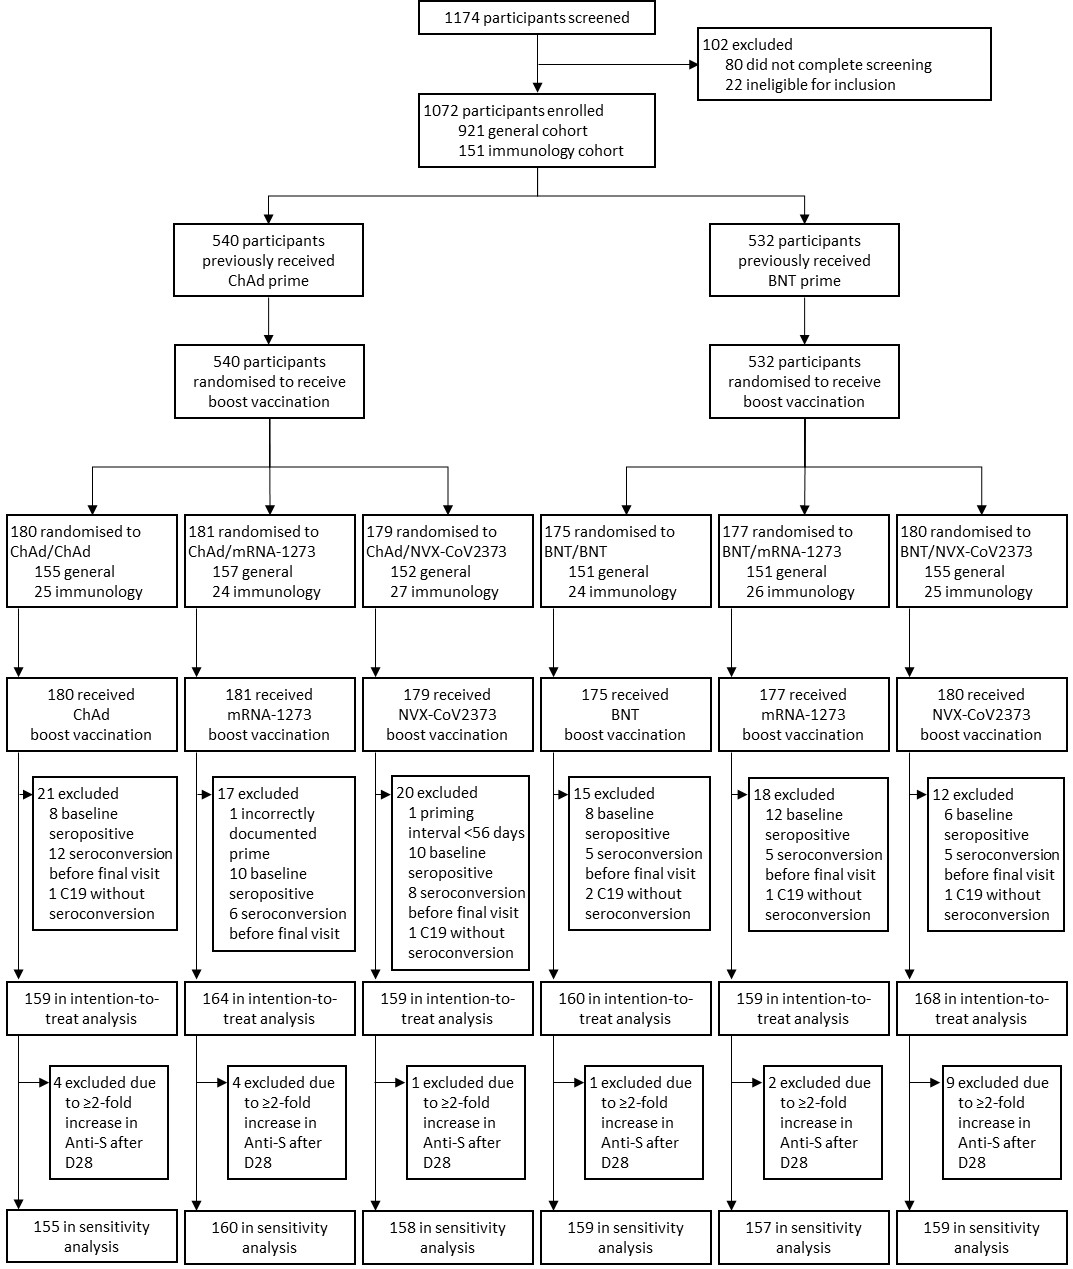 1174 participants screened
102 excluded
80 did not complete screening
22 ineligible for inclusion
1072 participants enrolled
921 general cohort
151 immunology cohort
540 participants
previously received
ChAd prime
532 participants
previously received
BNT prime
540 participants
randomised to receive
boost vaccination
532 participants
randomised to receive
boost vaccination
180 randomised to
ChAd/ChAd
155 general
25 immunology
181 randomised to
ChAd/mRNA-1273
157 general
24 immunology
179 randomised to
ChAd/NVX-CoV2373
152 general
27 immunology
175 randomised to
BNT/BNT
151 general
24 immunology
177 randomised to
BNT/mRNA-1273
151 general
26 immunology
180 randomised to
BNT/NVX-CoV2373
155 general
25 immunology
180 received
ChAd
boost vaccination
181 received
mRNA-1273
boost vaccination
179 received
NVX-CoV2373
boost vaccination
175 received
BNT
boost vaccination
177 received
mRNA-1273
boost vaccination
180 received
NVX-CoV2373
boost vaccination
21 excluded
8 baseline
seropositive
12 seroconversion
before final visit
1 C19 without
seroconversion
17 excluded
1 incorrectly
documented
prime
10 baseline
seropositive
6 seroconversion
before final visit
20 excluded
1 priming
interval <56 days
10 baseline
seropositive
8 seroconversion
before final visit
1 C19 without
seroconversion
15 excluded
8 baseline
seropositive
5 seroconversion
before final visit
2 C19 without
seroconversion
18 excluded
12 baseline
seropositive
5 seroconversion
before final visit
1 C19 without
seroconversion
12 excluded
6 baseline
seropositive
5 seroconversion
before final visit
1 C19 without
seroconversion
159 in intention-to-
treat analysis
164 in intention-to-
treat analysis
159 in intention-to-
treat analysis
160 in intention-to-
treat analysis
159 in intention-to-
treat analysis
168 in intention-to-
treat analysis
4 excluded due
to ≥2-fold
increase in
Anti-S after
D28
4 excluded due
to ≥2-fold
increase in
Anti-S after
D28
1 excluded due
to ≥2-fold
increase in
Anti-S after
D28
1 excluded due
to ≥2-fold
increase in
Anti-S after
D28
2 excluded due
to ≥2-fold
increase in
Anti-S after
D28
9 excluded due
to ≥2-fold
increase in
Anti-S after
D28
155 in sensitivity
analysis
160 in sensitivity
analysis
158 in sensitivity
analysis
159 in sensitivity
analysis
157 in sensitivity
analysis
159 in sensitivity
analysis